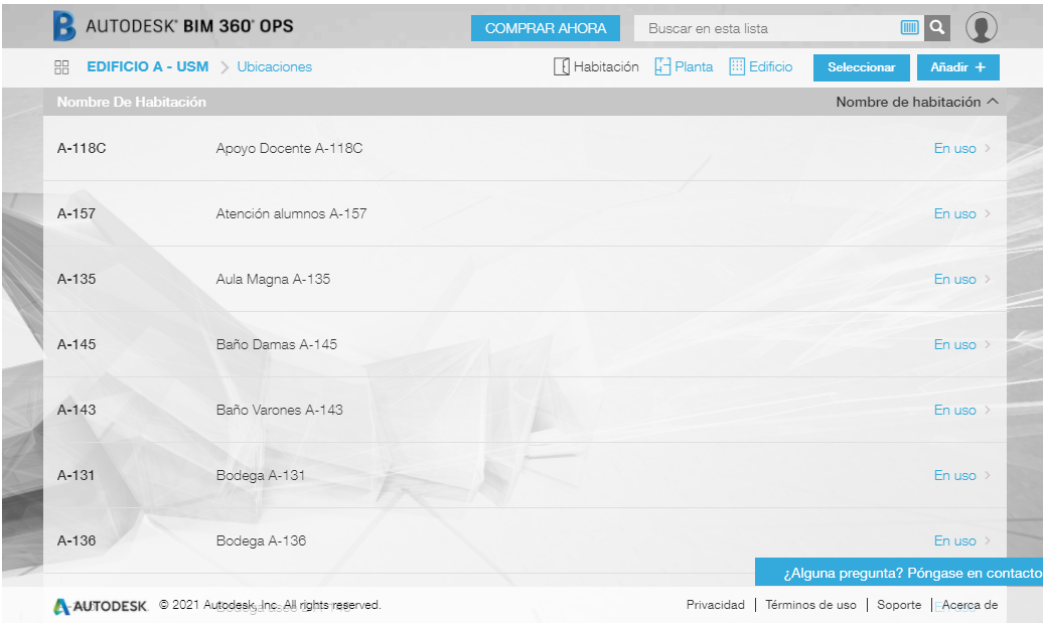 AUTODESK® BIM 360® OPS COMPRAR AHORA Buscar en esta lista
EDIFICIO A - USM > Ubicaciones Habitación Planta Edificio Seleccionar Añadir +
Nombre De Habitación Nombre de habitación
A-118C Apoyo Docente A-118C En uso >
A-157 Atención alumnos A-157 En uso >
A-135 Aula Magna A-135 En uso >
A-145 Baño Damas A-145 En uso >
A-143 Baño Varones A-143 En uso >
A-131 Bodega A-131 En uso >
A-136 Bodega A-136 En uso >
¿Alguna pregunta? Póngase en contacto
AUTODESK © 2021 Autodesk, Inc. All rights reserved. Privacidad | Términos de uso | Soporte | Acerca de